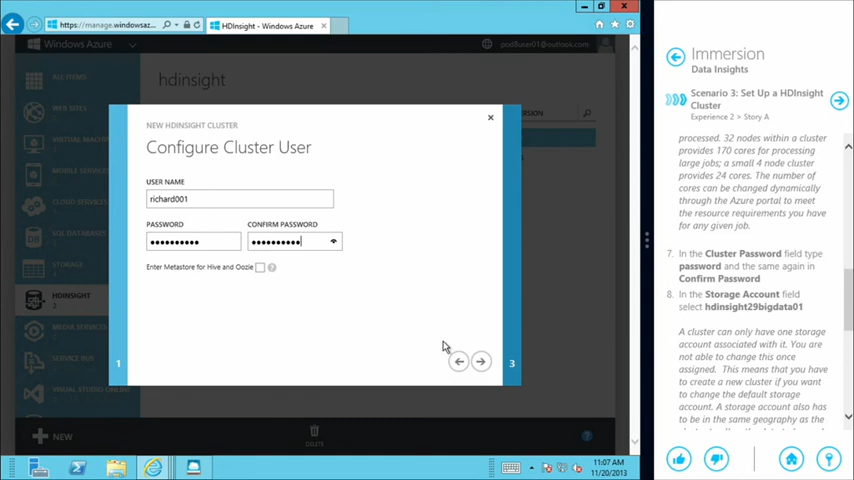 https://manage.windowsaz...
HDInsight - Windows Azure
Windows Azure
pod8user01@outlook.com
ALL ITEMS
WEB SITES
VIRTUAL MACHIN
MOBILE SERVICES
CLOUD SERVICES
SQL DATABASES
STORAGE
HDINSIGHT
2
MEDIA SERVICES
SERVICE BUS
VISUAL STUDIO ONLINE
hdinsight
NEW HDINSIGHT CLUSTER
Configure Cluster User
USER NAME
richard001
PASSWORD
CONFIRM PASSWORD
Enter Metastore for Hive and Oozie
?
1
3
NEW
DELETE
?
11:07 AM
11/20/2013
Immersion
Data Insights
Scenario 3: Set Up a HDInsight
Cluster
Experience 2 > Story A
processed. 32 nodes within a cluster
provides 170 cores for processing
large jobs; a small 4 node cluster
provides 24 cores. The number of
cores can be changed dynamically
through the Azure portal to meet
the resource requirements you have
for any given job.
7. In the Cluster Password field type
password and the same again in
Confirm Password
8. In the Storage Account field
select hdinsight29bigdata01
A cluster can only have one storage
account associated with it. You are
not able to change this once
assigned. This means that you have
to create a new cluster if you want
to change the default storage
account. A storage account also has
to be in the same geography as the